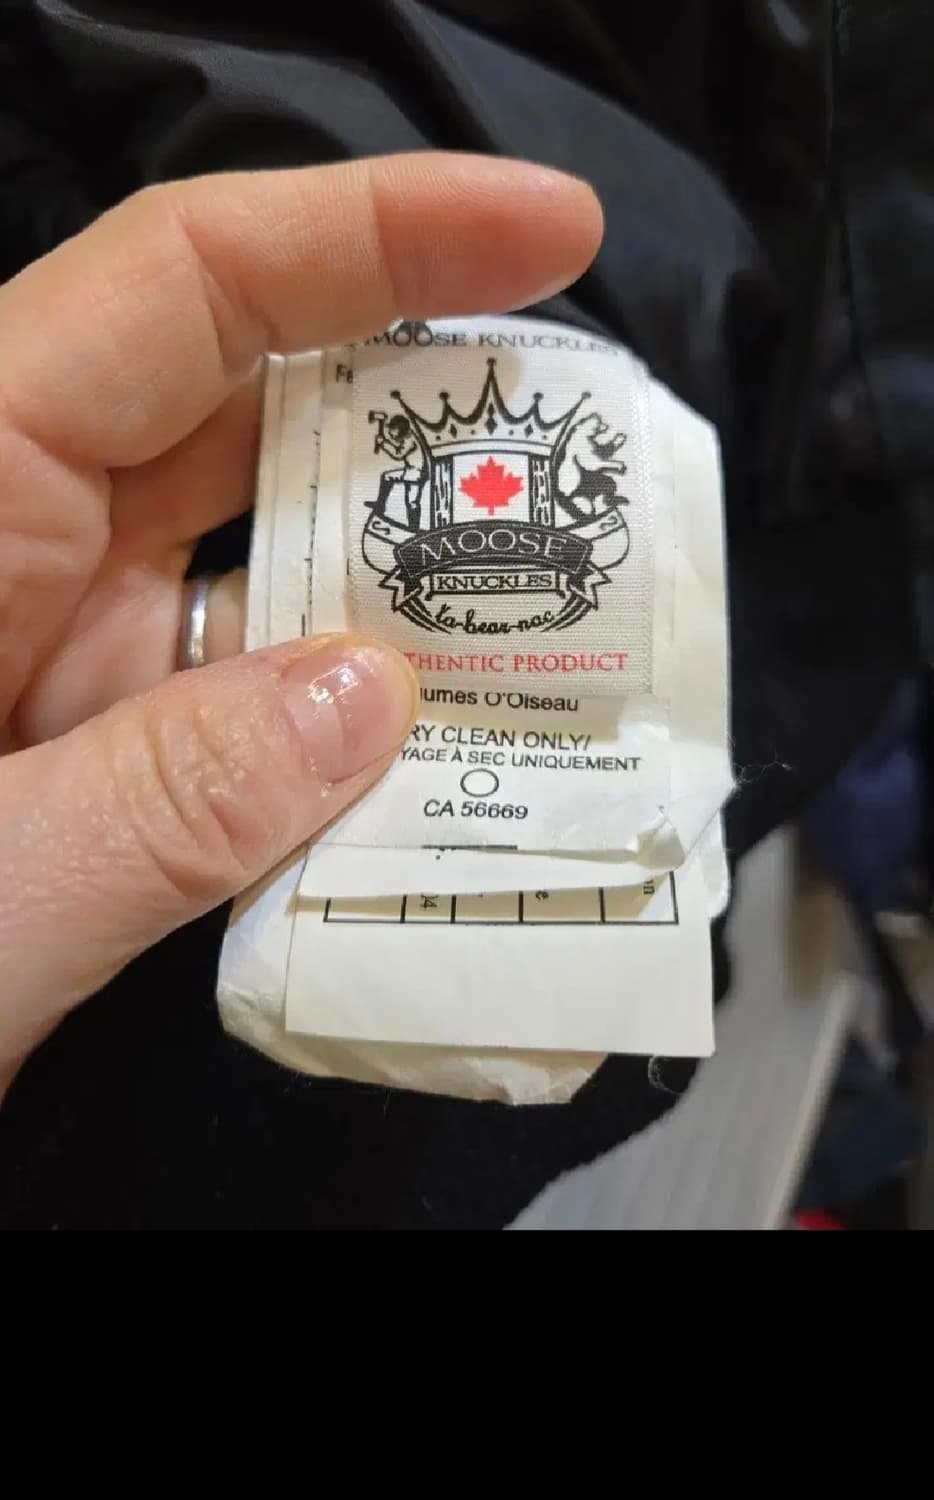 MOOSE KNUCKLES
Fe
MOOSE
KNUCKLES
ta-bear-nac
THENTIC PRODUCT
umes O'Oiseau
RY CLEAN ONLY/
YAGE À SEC UNIQUEMENT
CA 56669